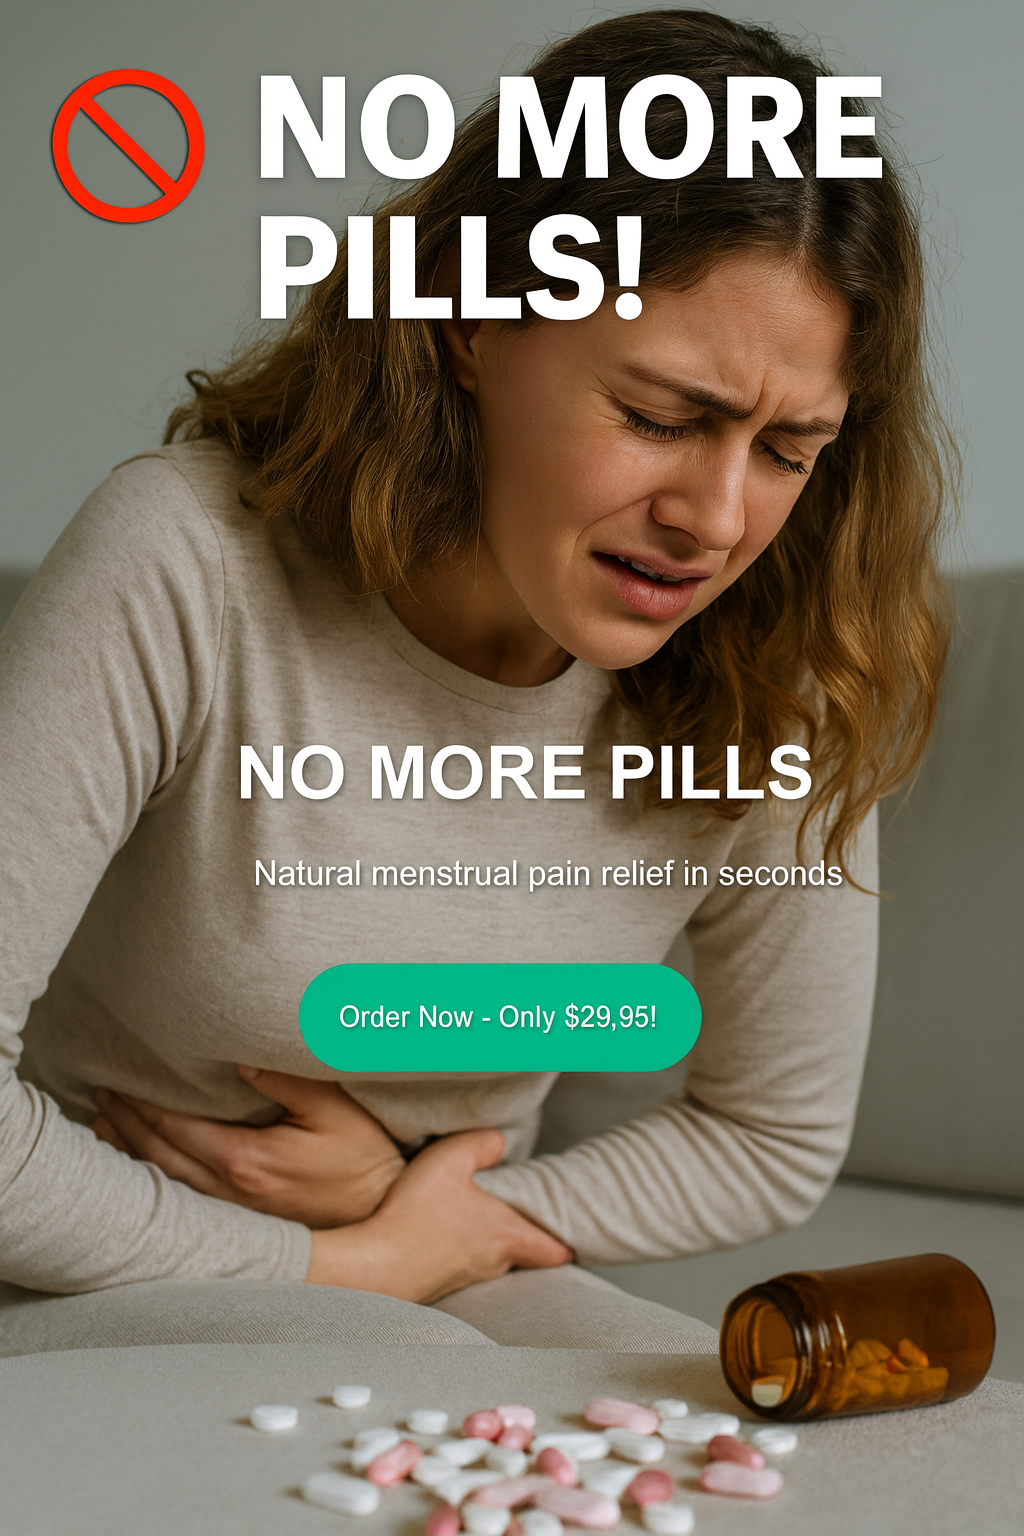 NO MORE
PILLS!
NO MORE PILLS
Natural menstrual pain relief in seconds
Order Now - Only $29,95!